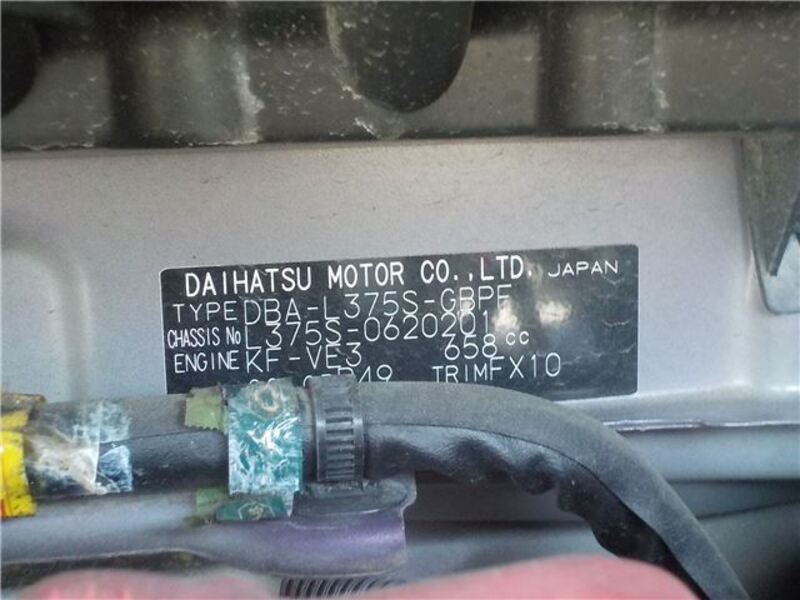 DAIHATSU MOTOR CO.,LTD. JAPAN
TYPE DBA-L375S-GBPF
CHASSIS No L375S-0620201
ENGINE KF-VE3 658 cc
TRIM FX10